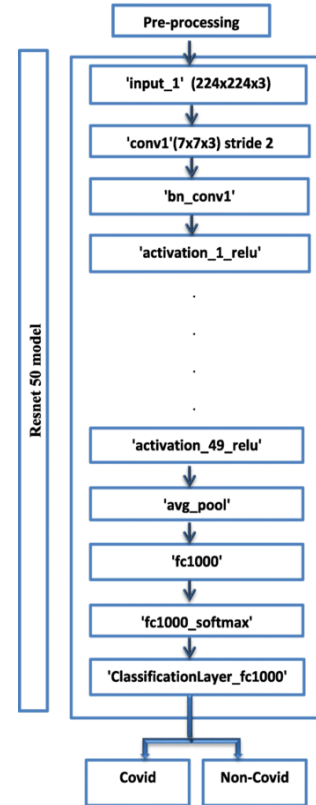 Pre-processing
'input_1' (224x224x3)
'conv1'(7x7x3) stride 2
'bn_conv1'
'activation_1_relu'
.
.
.
.
'activation_49_relu'
'avg_pool'
'fc1000'
'fc1000_softmax'
'ClassificationLayer_fc1000'
Resnet 50 model
Covid
Non-Covid